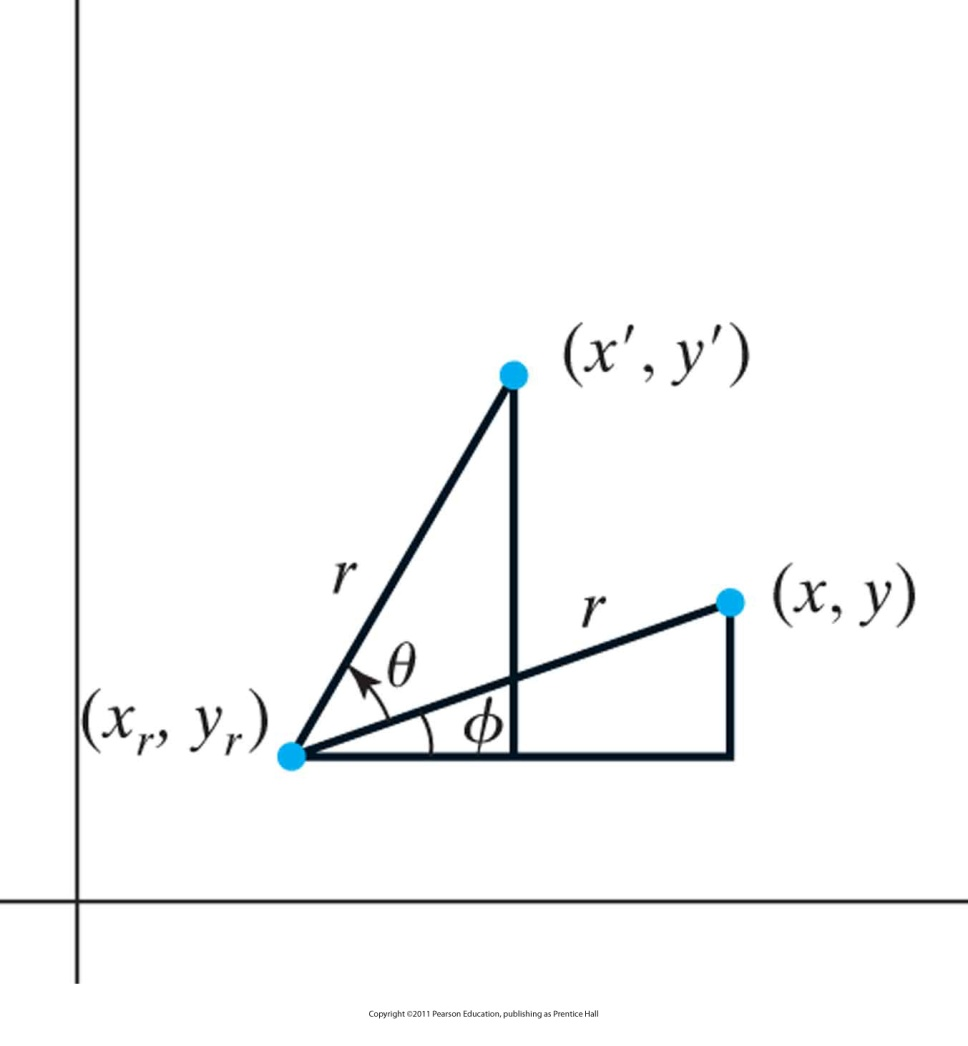 (x′, y′)
r
r
(x, y)
θ
(xᵣ, yᵣ)
ϕ
Copyright ©2011 Pearson Education, publishing as Prentice Hall